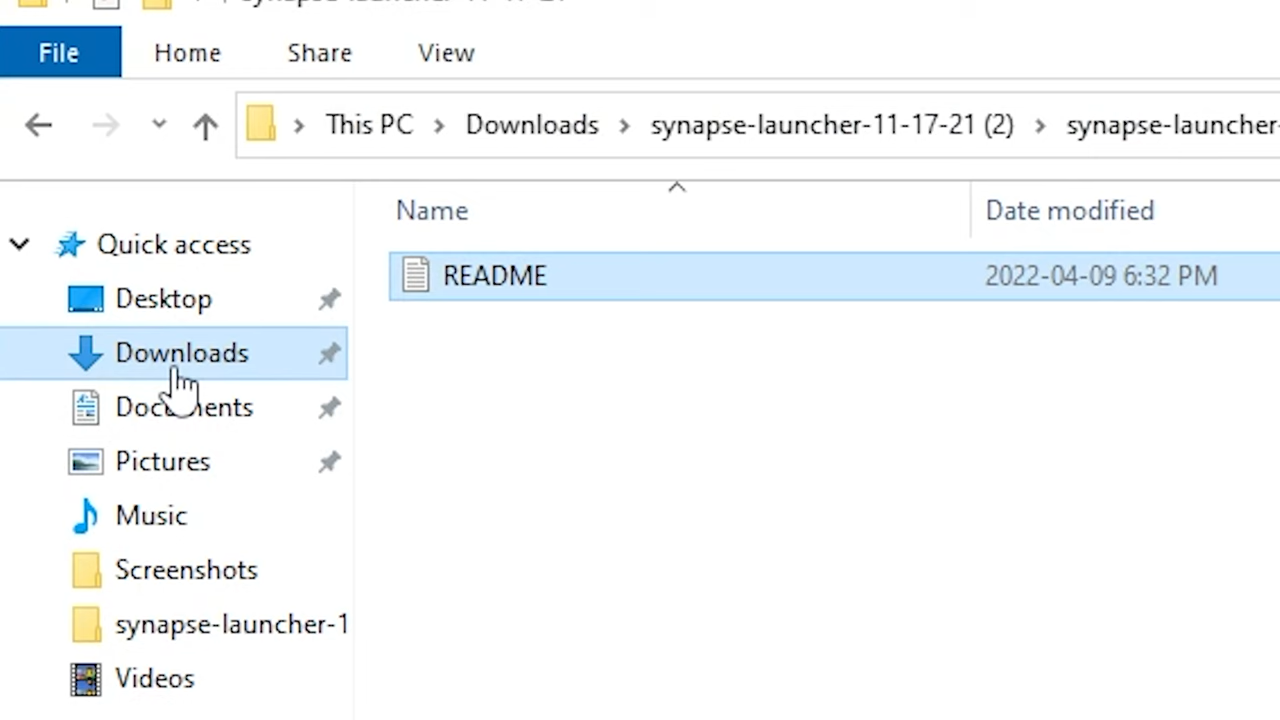 File Home Share View
This PC Downloads synapse-launcher-11-17-21 (2) synapse-launcher-
Name Date modified
Quick access
README 2022-04-09 6:32 PM
Desktop
Downloads
Documents
Pictures
Music
Screenshots
synapse-launcher-1
Videos